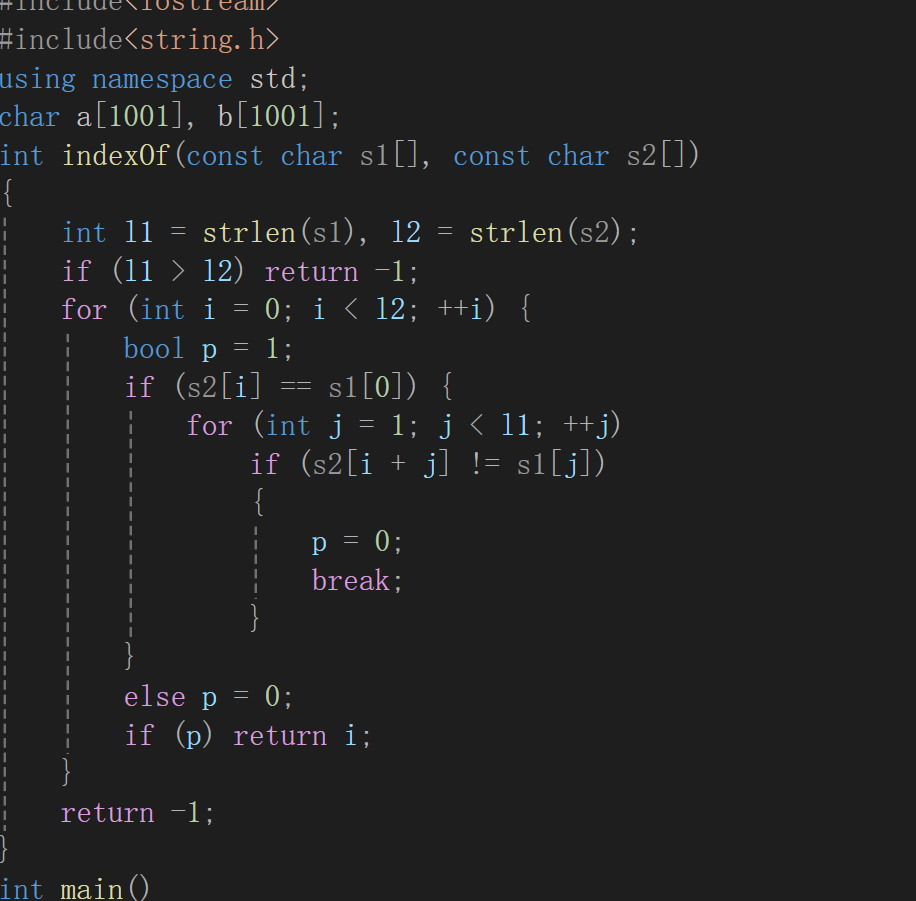 #include<iostream>
#include<string.h>
using namespace std;
char a[1001], b[1001];
int indexOf(const char s1[], const char s2[])
{
int l1 = strlen(s1), l2 = strlen(s2);
if (l1 > l2) return -1;
for (int i = 0; i < l2; ++i) {
bool p = 1;
if (s2[i] == s1[0]) {
for (int j = 1; j < l1; ++j)
if (s2[i + j] != s1[j])
{
p = 0;
break;
}
}
else p = 0;
if (p) return i;
}
return -1;
}
int main()